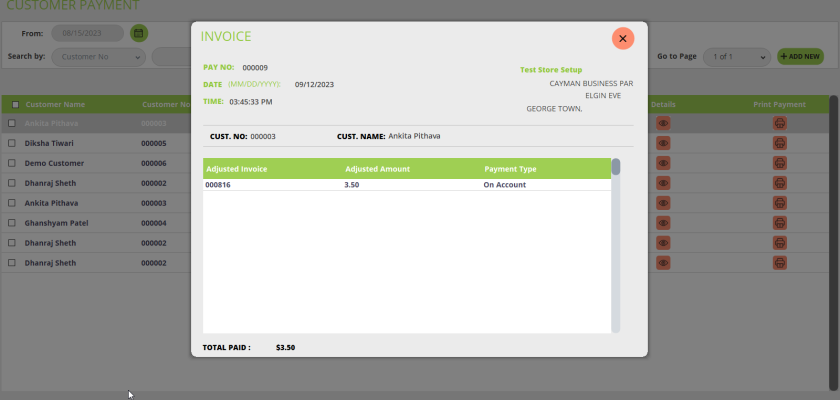 CUSTOMER PAYMENT
From: 08/15/2023
Search by: Customer No
Go to Page 1 of 1 + ADD NEW
Customer Name Customer No Details Print Payment
Ankita Pithava 000003
Diksha Tiwari 000005
Demo Customer 000006
Dhanraj Sheth 000002
Ankita Pithava 000003
Ghanshyam Patel 000004
Dhanraj Sheth 000002
Dhanraj Sheth 000002
INVOICE
PAY NO: 000009
DATE (MM/DD/YYYY): 09/12/2023
TIME: 03:45:33 PM
Test Store Setup
CAYMAN BUSINESS PAR
ELGIN EVE
GEORGE TOWN,
CUST. NO: 000003 CUST. NAME: Ankita Pithava
Adjusted Invoice Adjusted Amount Payment Type
000816 3.50 On Account
TOTAL PAID : $3.50